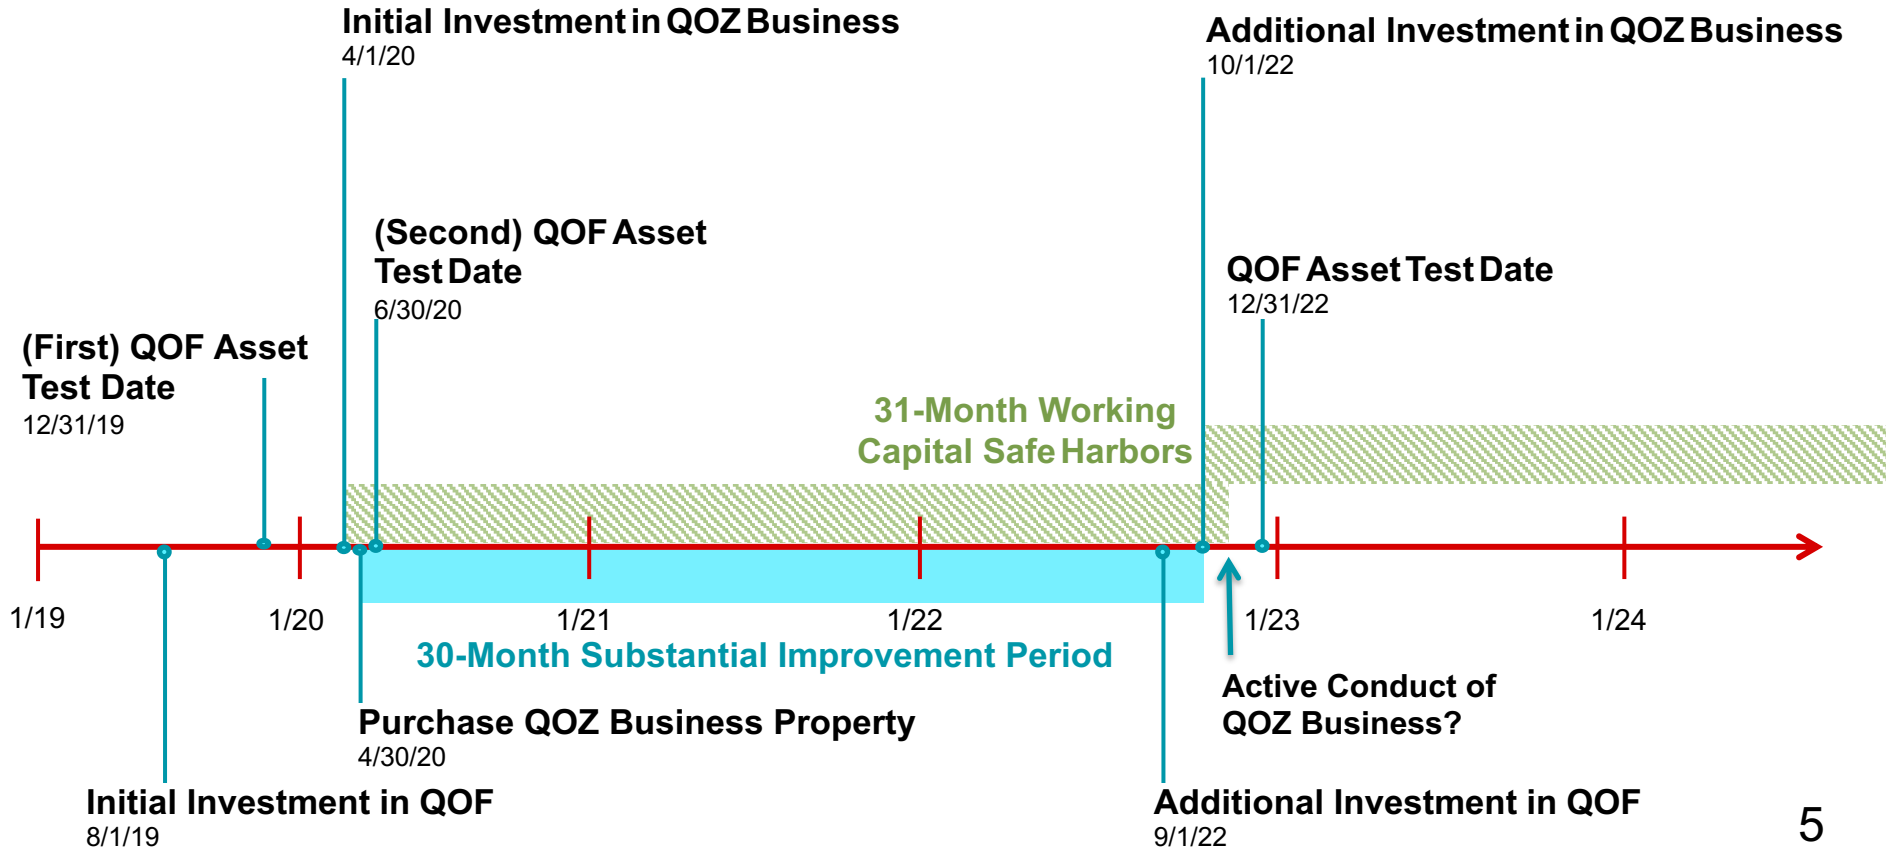 Initial Investment in QOZ Business
4/1/20
Additional Investment in QOZ Business
10/1/22
(Second) QOF Asset
Test Date
6/30/20
QOF Asset Test Date
12/31/22
(First) QOF Asset
Test Date
12/31/19
31-Month Working
Capital Safe Harbors
1/19
1/20
1/21
1/22
1/23
1/24
30-Month Substantial Improvement Period
Active Conduct of
QOZ Business?
Purchase QOZ Business Property
4/30/20
Initial Investment in QOF
8/1/19
Additional Investment in QOF
9/1/22
5